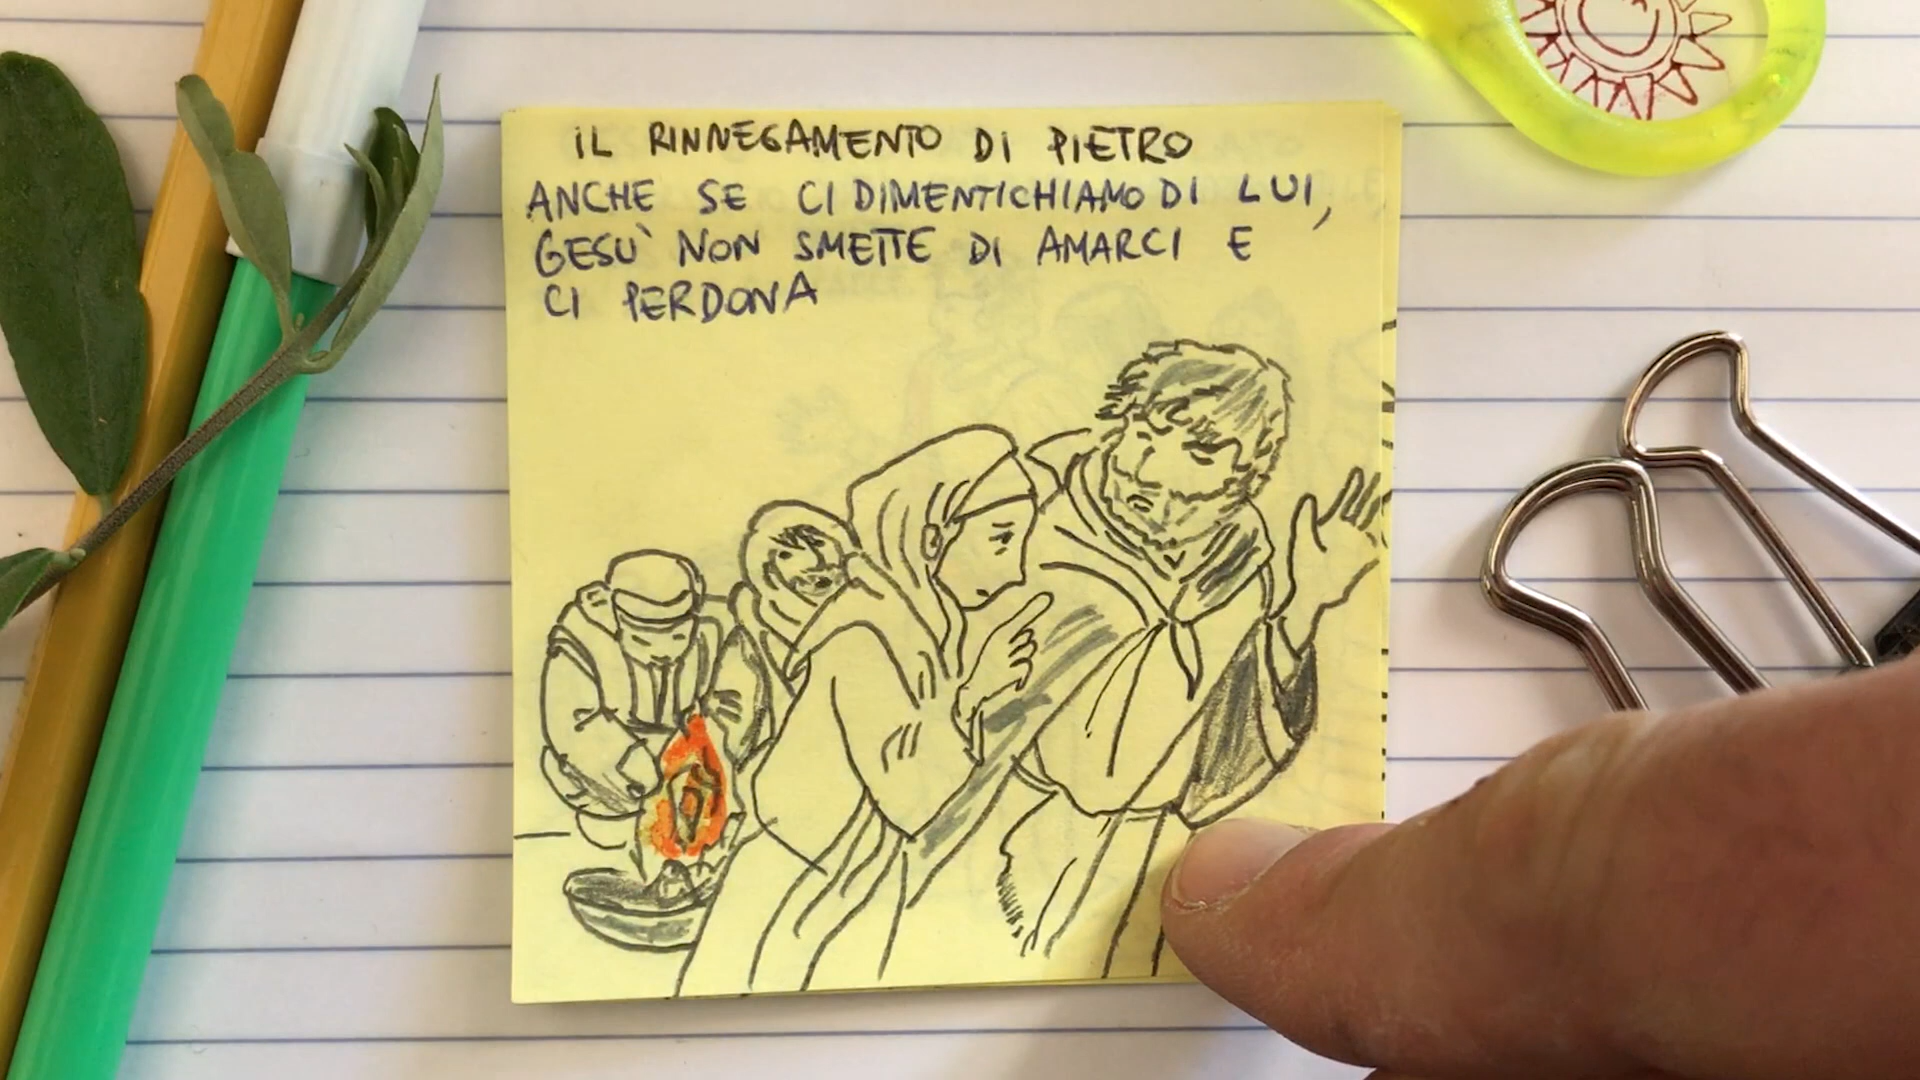 IL RINNEGAMENTO DI PIETRO
ANCHE SE CI DIMENTICHIAMO DI LUI,
GESÙ NON SMETTE DI AMARCI E
CI PERDONA